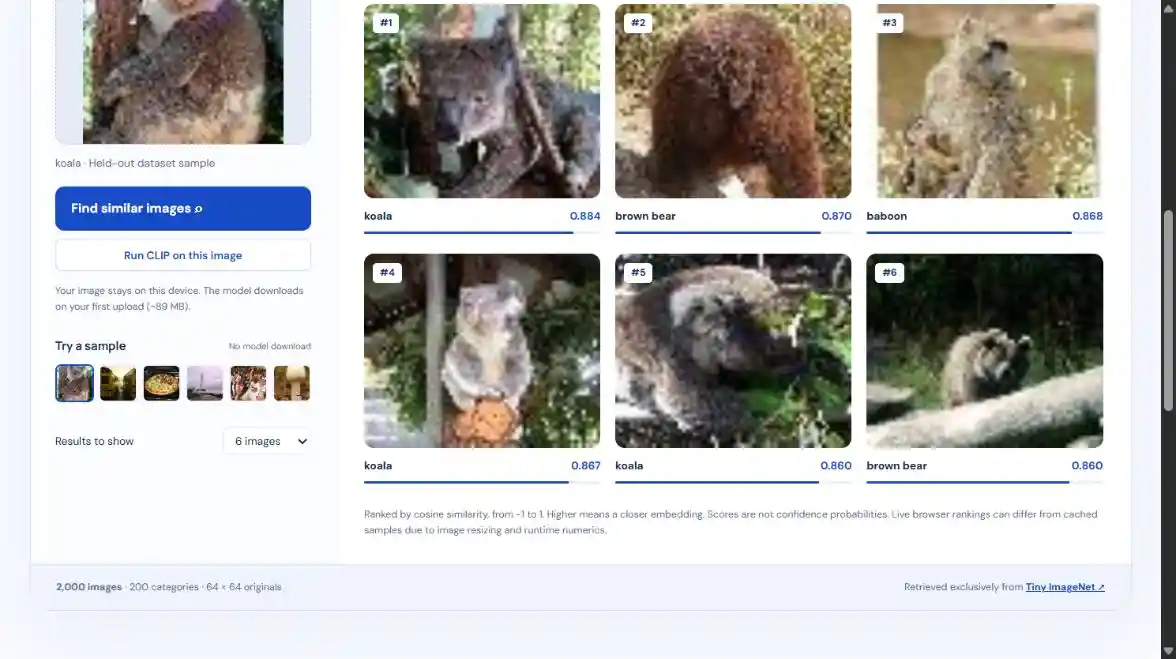 koala · Held-out dataset sample
Find similar images
Run CLIP on this image
Your image stays on this device. The model downloads
on your first upload (~89 MB).
Try a sample
No model download
Results to show
6 images
#1
#2
#3
koala
0.884
brown bear
0.870
baboon
0.868
#4
#5
#6
koala
0.867
koala
0.860
brown bear
0.860
Ranked by cosine similarity, from -1 to 1. Higher means a closer embedding. Scores are not confidence probabilities. Live browser rankings can differ from cached
samples due to image resizing and runtime numerics.
2,000 images · 200 categories · 64 × 64 originals
Retrieved exclusively from Tiny ImageNet ↗